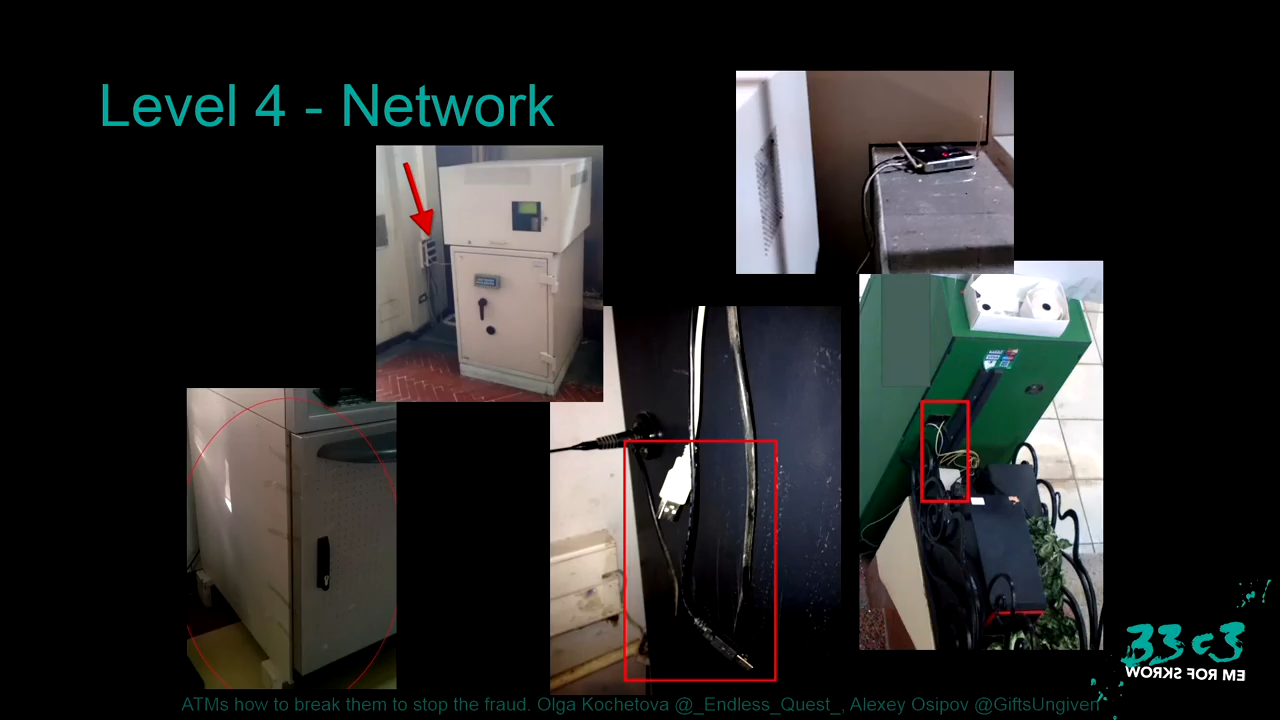 Level 4 - Network
33c3
WORKS FOR ME
ATMs how to break them to stop the fraud. Olga Kochetova @_Endless_Quest_, Alexey Osipov @GiftsUngiven